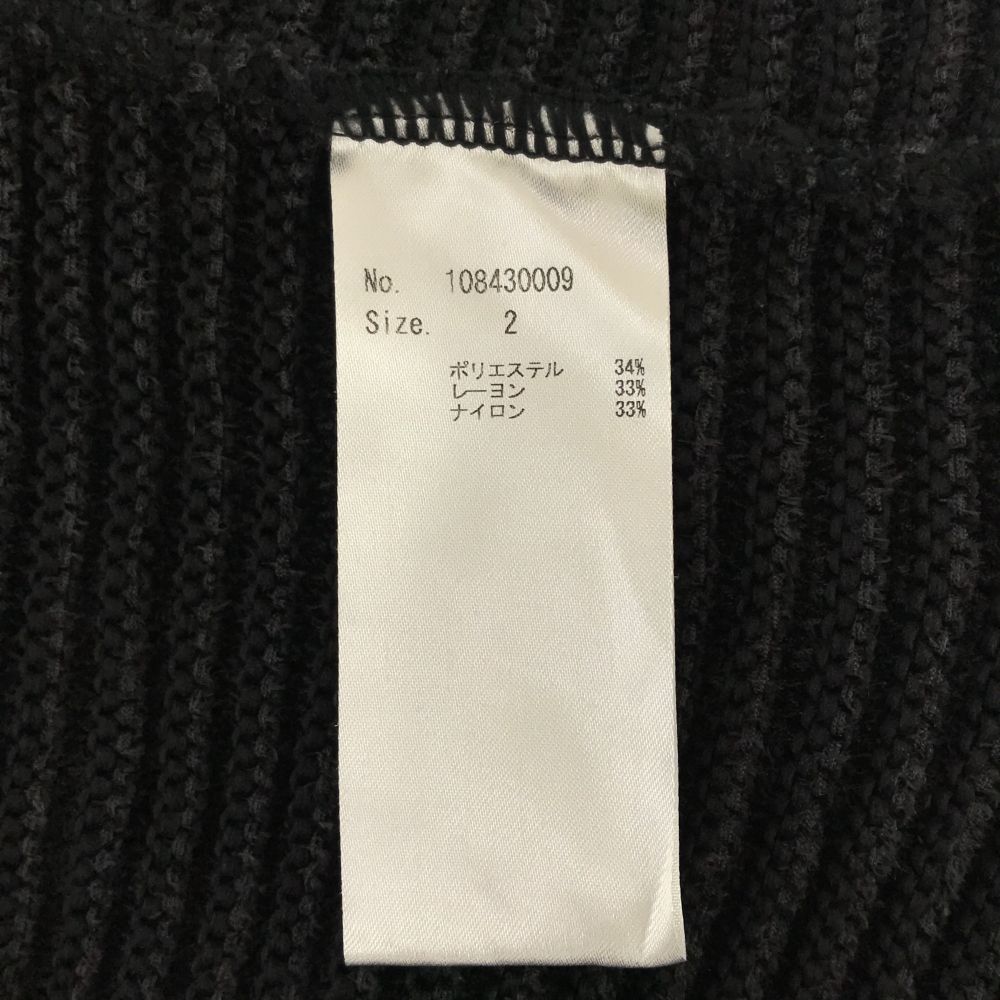 No. 108430009
Size. 2
ポリエステル 34%
レーヨン 33%
ナイロン 33%